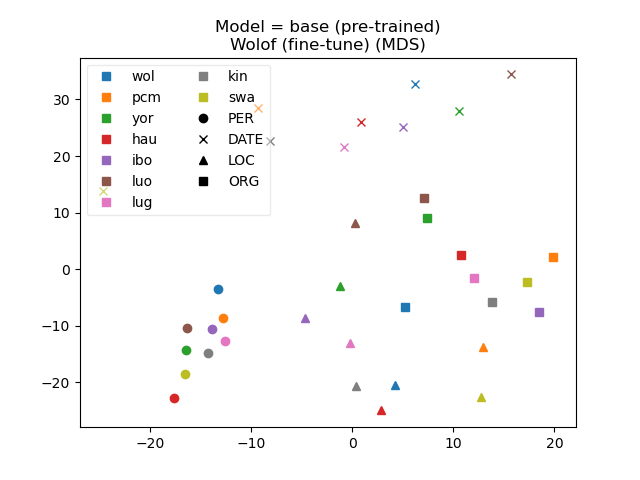 Model = base (pre-trained)
Wolof (fine-tune) (MDS)
wol
pcm
yor
hau
ibo
luo
lug
kin
swa
PER
DATE
LOC
ORG
30
20
10
0
−10
−20
−20
−10
0
10
20